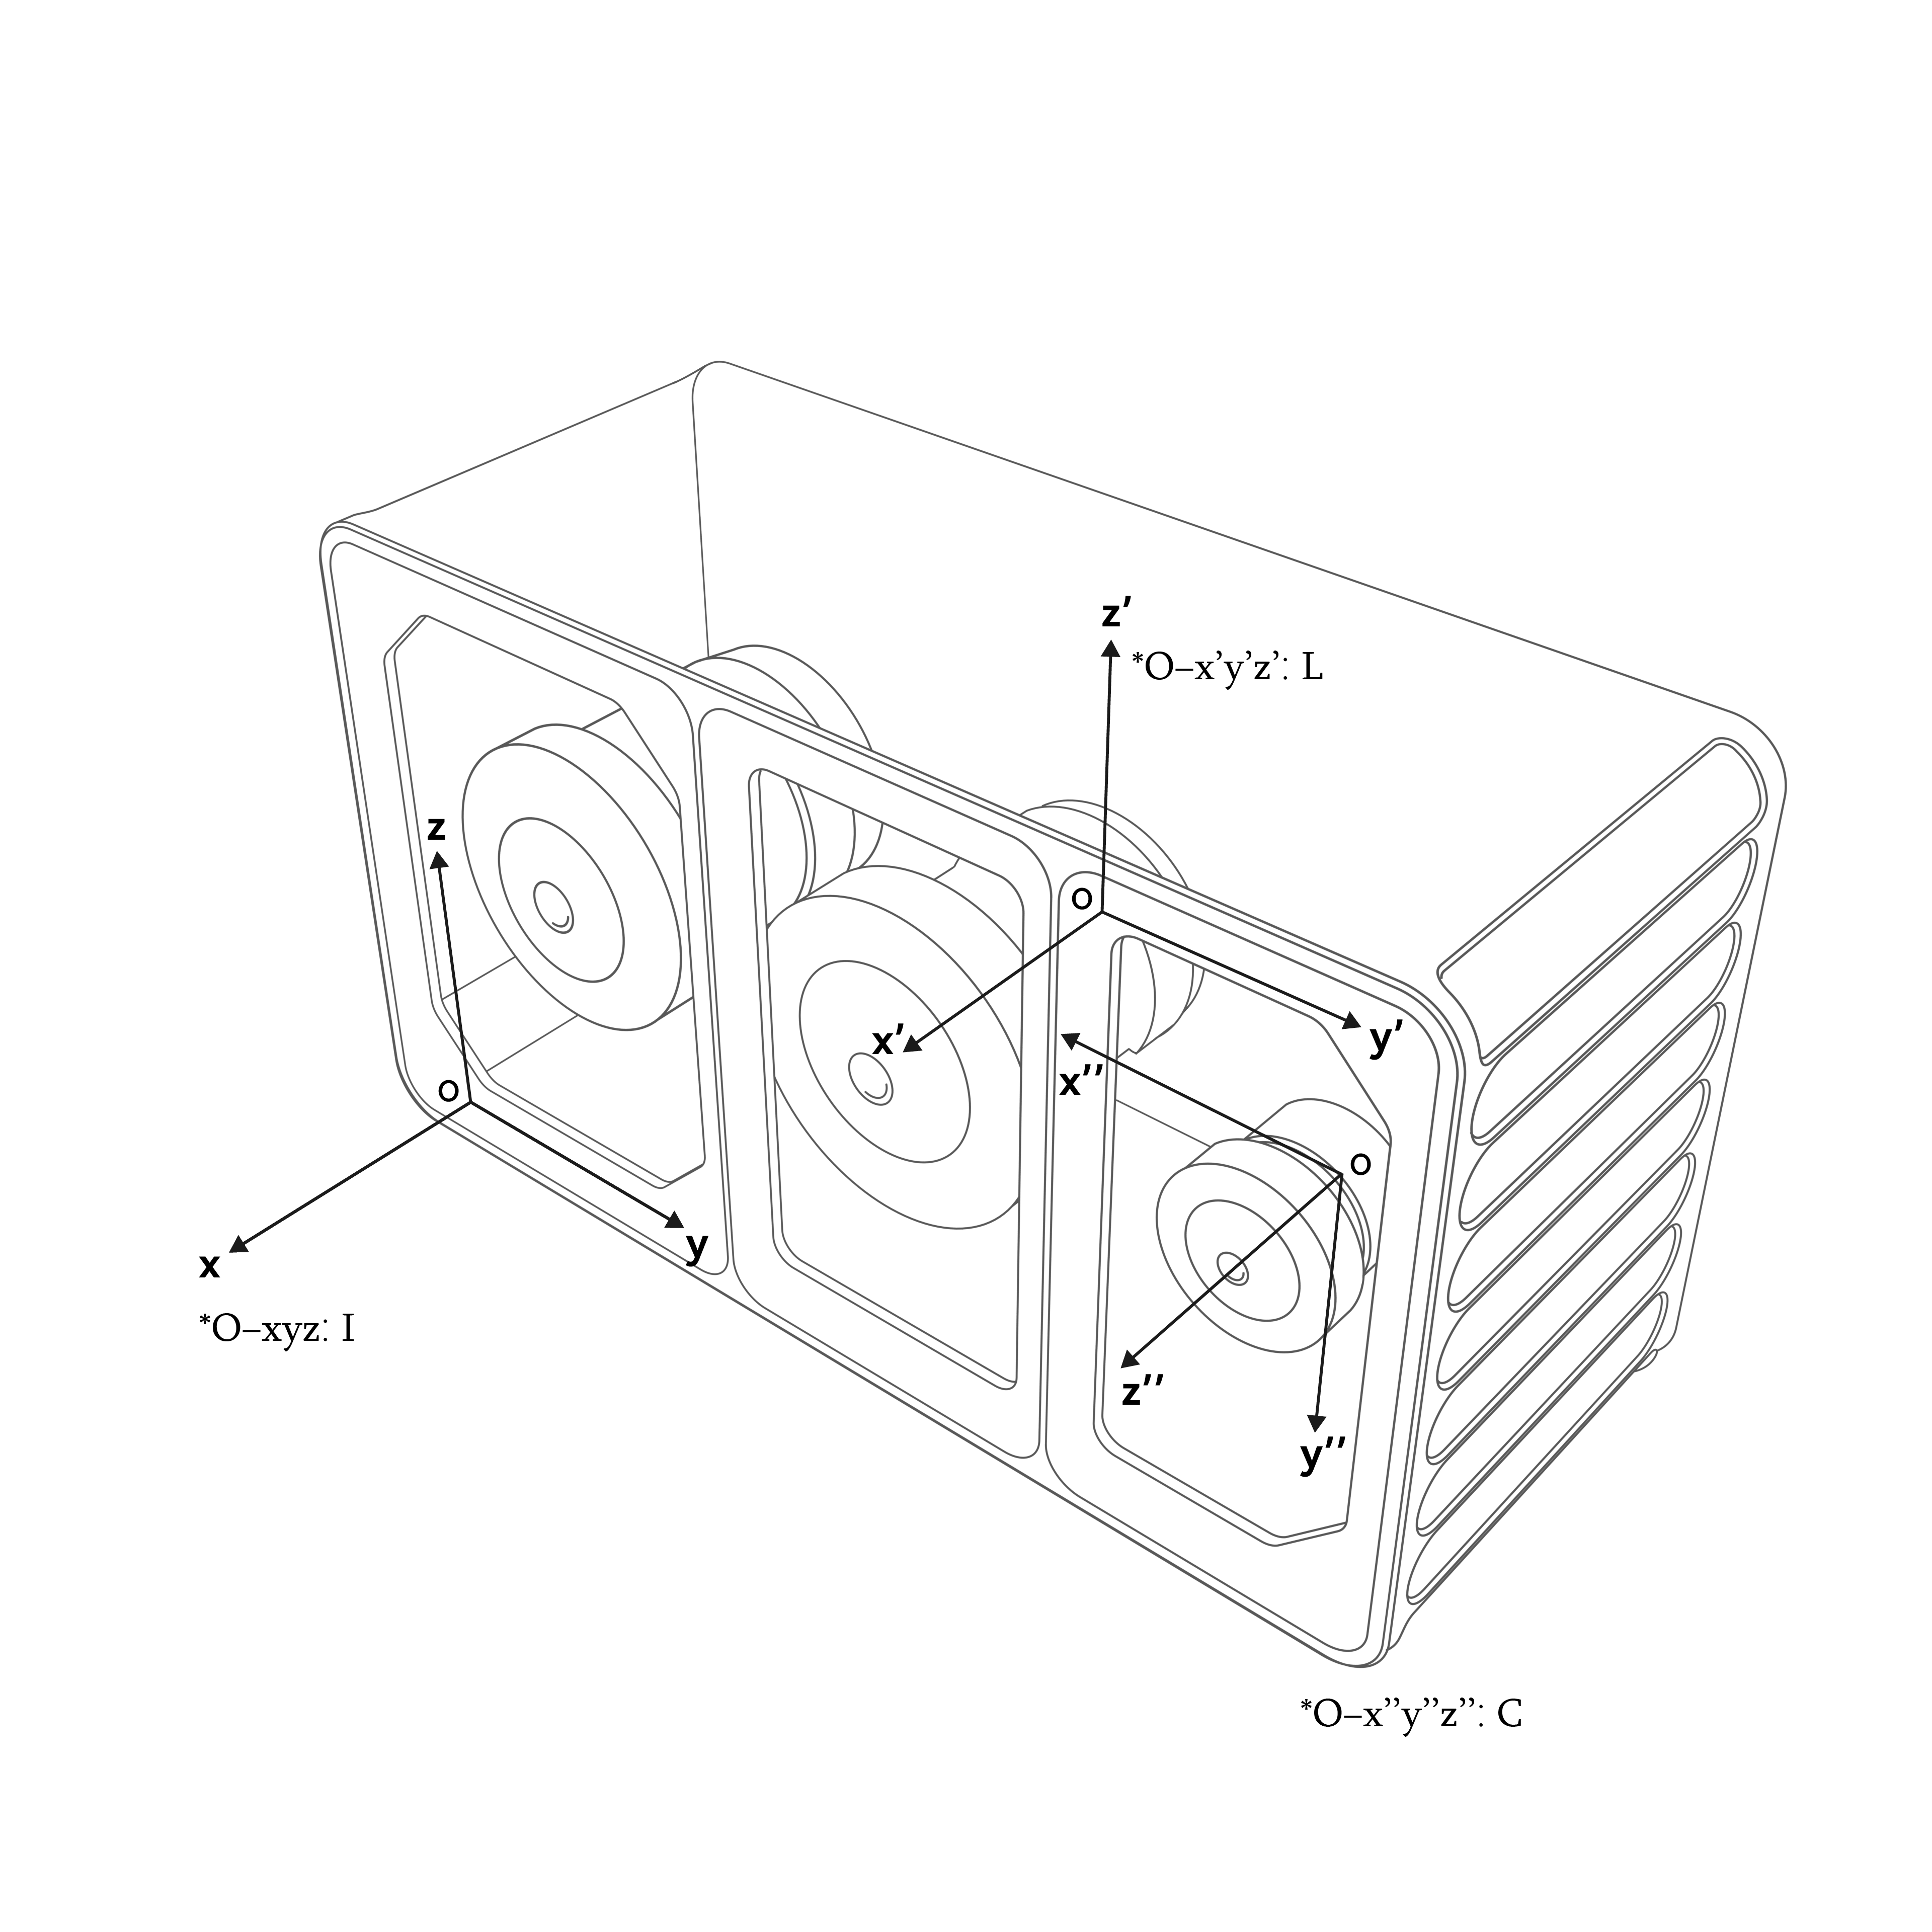 z’
*O–x’y’z’: L
z
O
x’
y’
x’’
O
O
y
x
*O–xyz: I
z’’
y’’
*O–x’’y’’z’’: C